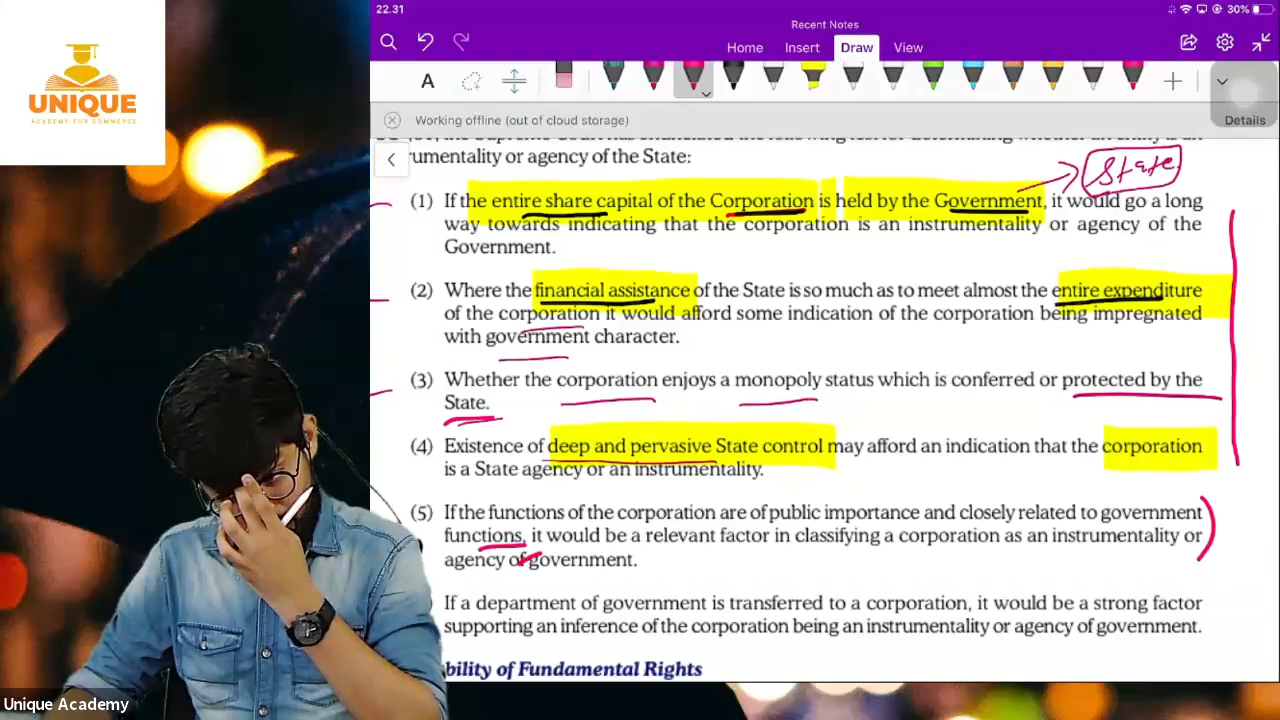 22.31
30%
Recent Notes
Home Insert Draw View
UNIQUE
ACADEMY FOR COMMERCE
A
Working offline (out of cloud storage)
Details
rumentality or agency of the State:
State
(1) If the entire share capital of the Corporation is held by the Government, it would go a long
way towards indicating that the corporation is an instrumentality or agency of the
Government.
(2) Where the financial assistance of the State is so much as to meet almost the entire expenditure
of the corporation it would afford some indication of the corporation being impregnated
with government character.
(3) Whether the corporation enjoys a monopoly status which is conferred or protected by the
State.
(4) Existence of deep and pervasive State control may afford an indication that the corporation
is a State agency or an instrumentality.
(5) If the functions of the corporation are of public importance and closely related to government
functions, it would be a relevant factor in classifying a corporation as an instrumentality or
agency of government.
If a department of government is transferred to a corporation, it would be a strong factor
supporting an inference of the corporation being an instrumentality or agency of government.
bility of Fundamental Rights
Unique Academy